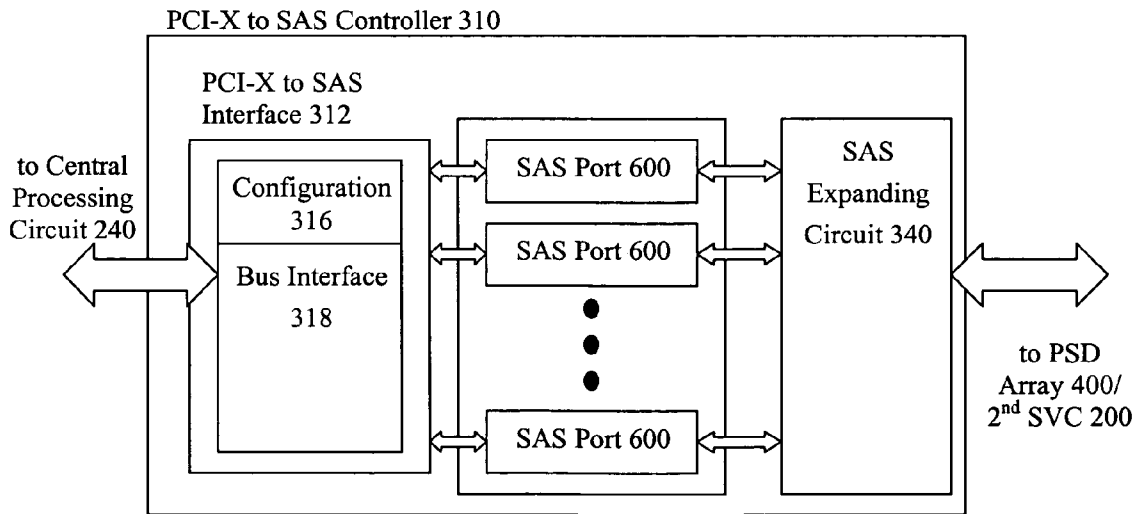 PCI-X to SAS Controller 310
PCI-X to SAS
Interface 312
to Central
Processing
Circuit 240
Configuration
316
Bus Interface
318
SAS Port 600
SAS Port 600
SAS Port 600
SAS
Expanding
Circuit 340
to PSD
Array 400/
2nd SVC 200